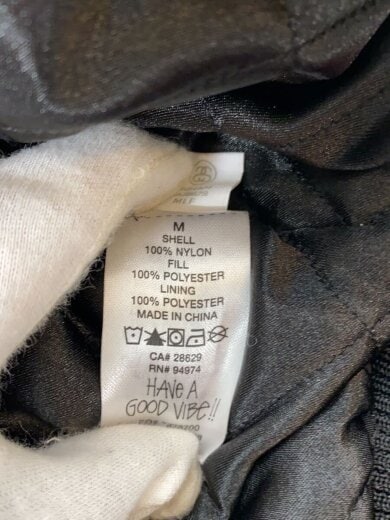 MLF
M
SHELL
100% NYLON
FILL
100% POLYESTER
LINING
100% POLYESTER
MADE IN CHINA
CA# 28629
RN# 94974
HAVE A
GOOD VIBE!!